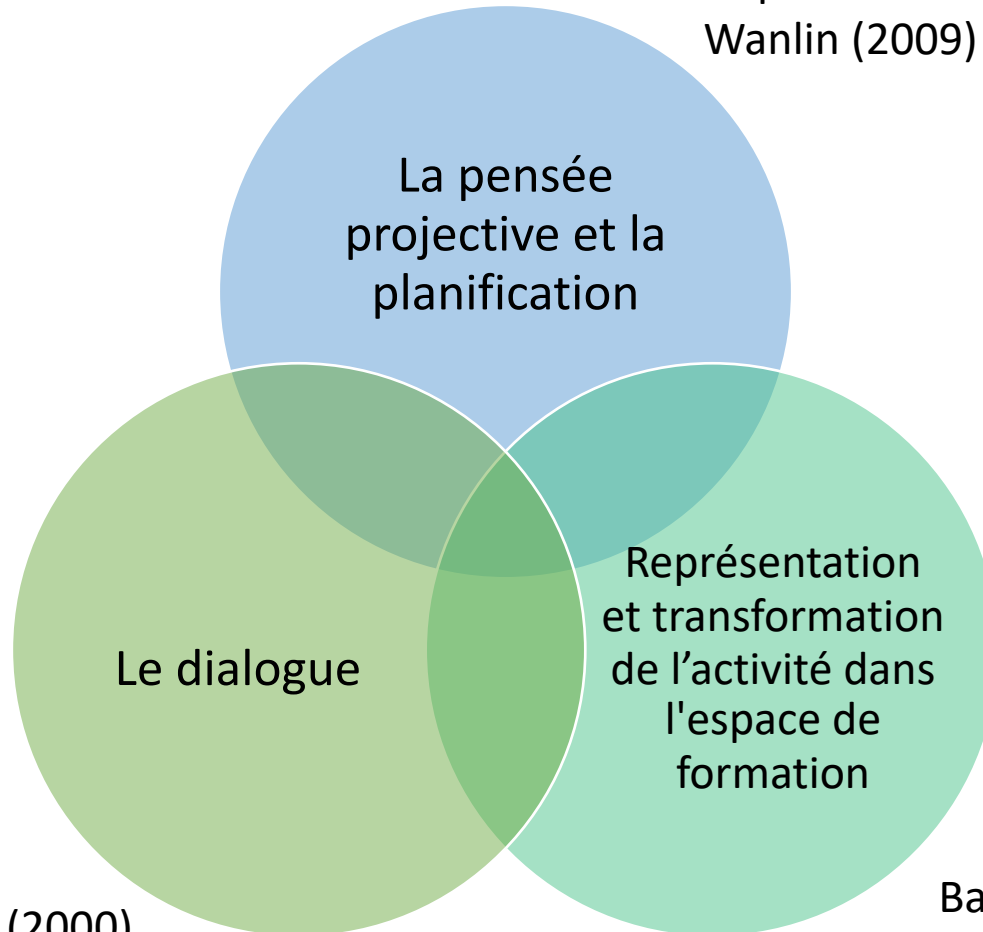 Wanlin (2009)
La pensée
projective et la
planification
Représentation
et transformation
de l’activité dans
l'espace de
formation
Le dialogue
Ba
(2000)